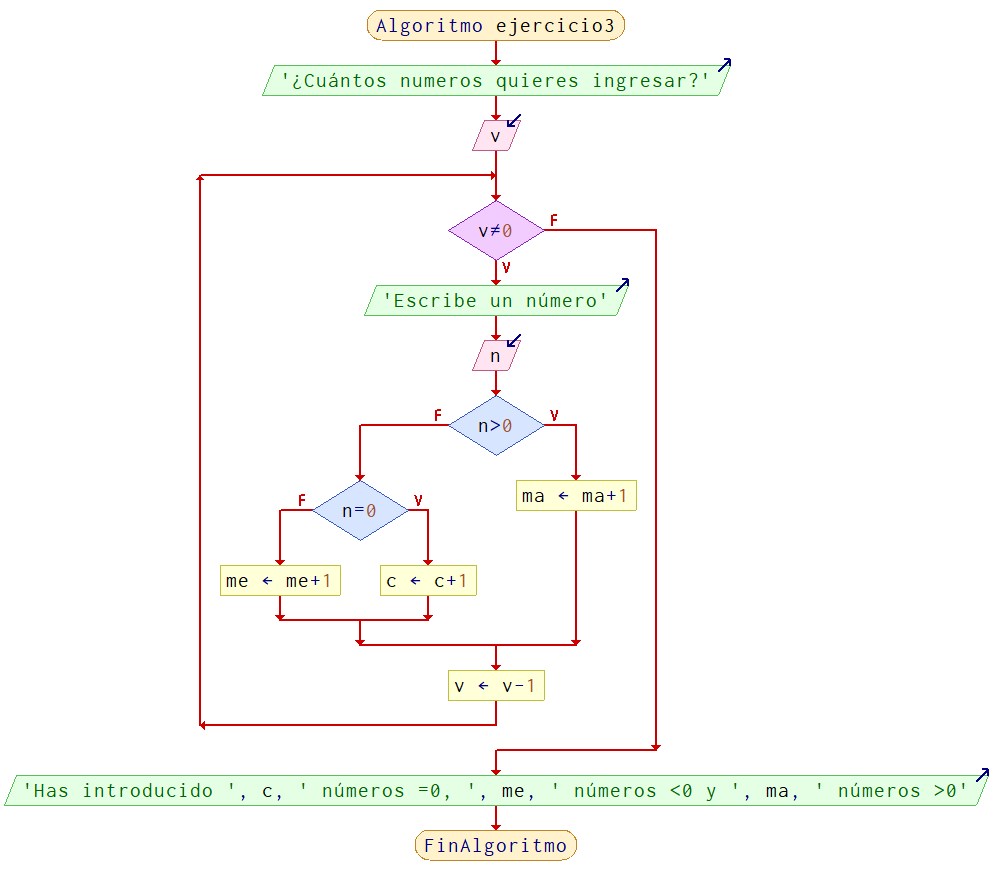 Algoritmo ejercicio3
'¿Cuántos numeros quieres ingresar?'
v
v≠0
F
V
'Escribe un número'
n
n>0
F
V
ma ← ma+1
n=0
F
V
me ← me+1
c ← c+1
v ← v-1
'Has introducido ', c, ' números =0, ', me, ' números <0 y ', ma, ' números >0'
FinAlgoritmo